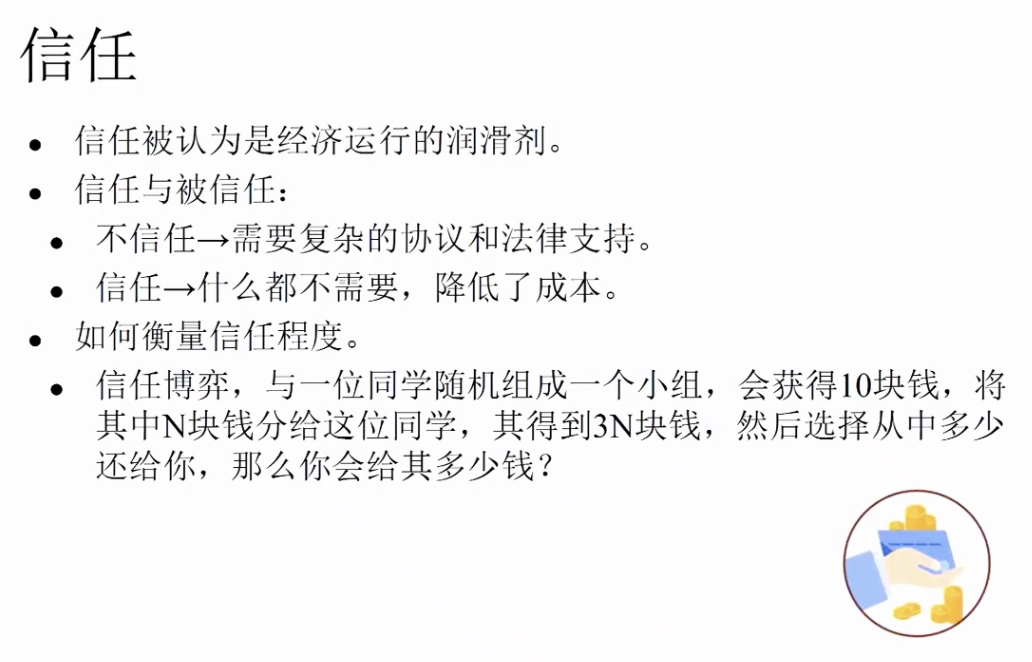 信任
信任被认为是经济运行的润滑剂。
信任与被信任：
不信任→需要复杂的协议和法律支持。
信任→什么都不需要，降低了成本。
如何衡量信任程度。
信任博弈，与一位同学随机组成一个小组，会获得10块钱，将
其中N块钱分给这位同学，其得到3N块钱，然后选择从中多少
还给你，那么你会给其多少钱？